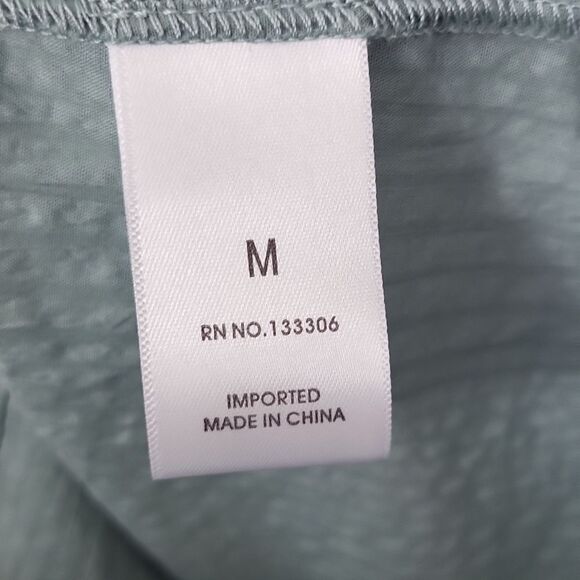 M
RN NO.133306
IMPORTED
MADE IN CHINA